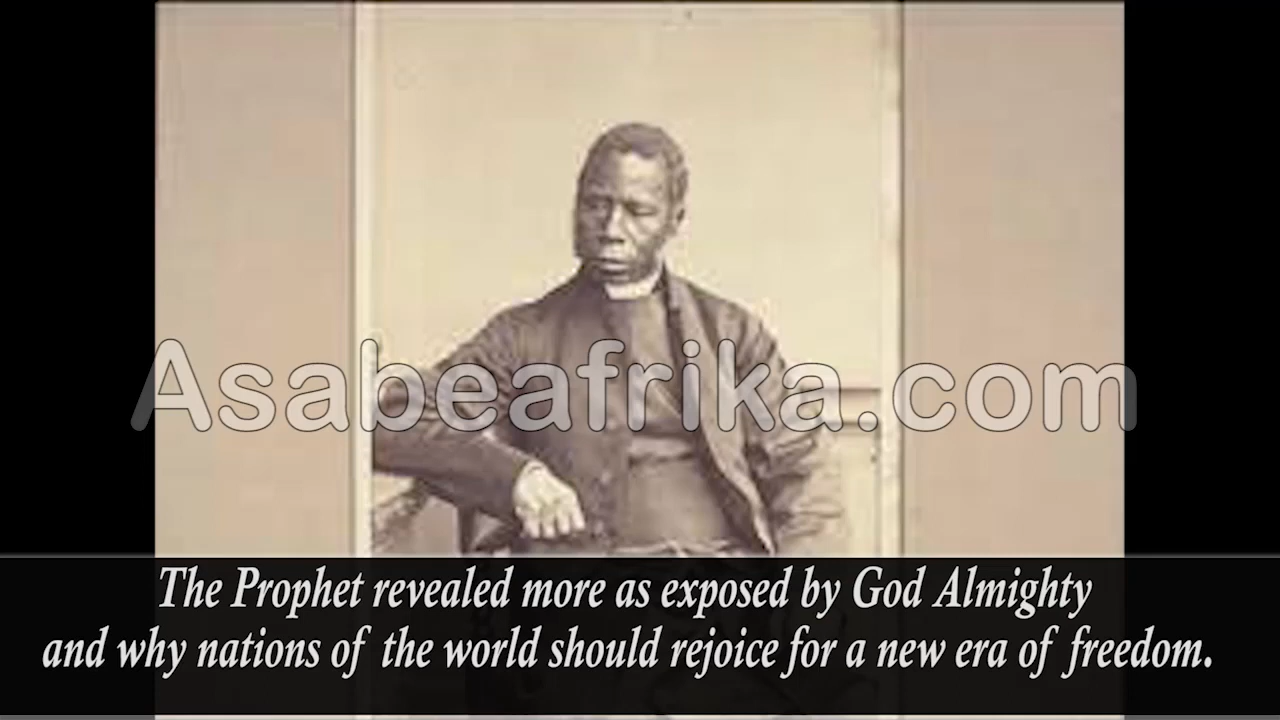 Asabeafrika.com
The Prophet revealed more as exposed by God Almighty
and why nations of the world should rejoice for a new era of freedom.